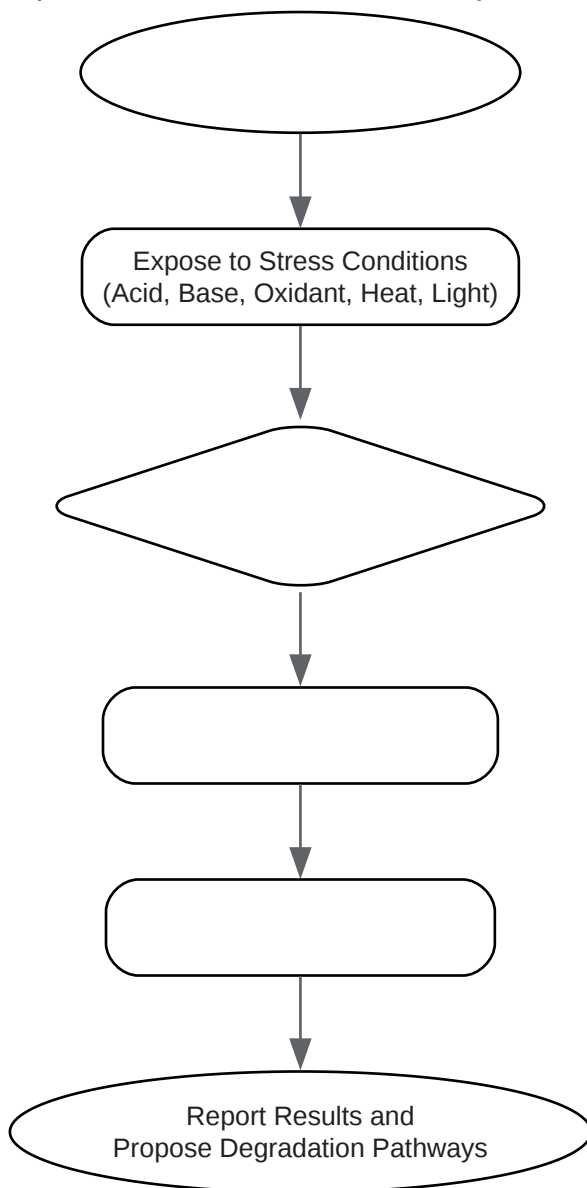 Expose to Stress Conditions
(Acid, Base, Oxidant, Heat, Light)
Report Results and
Propose Degradation Pathways